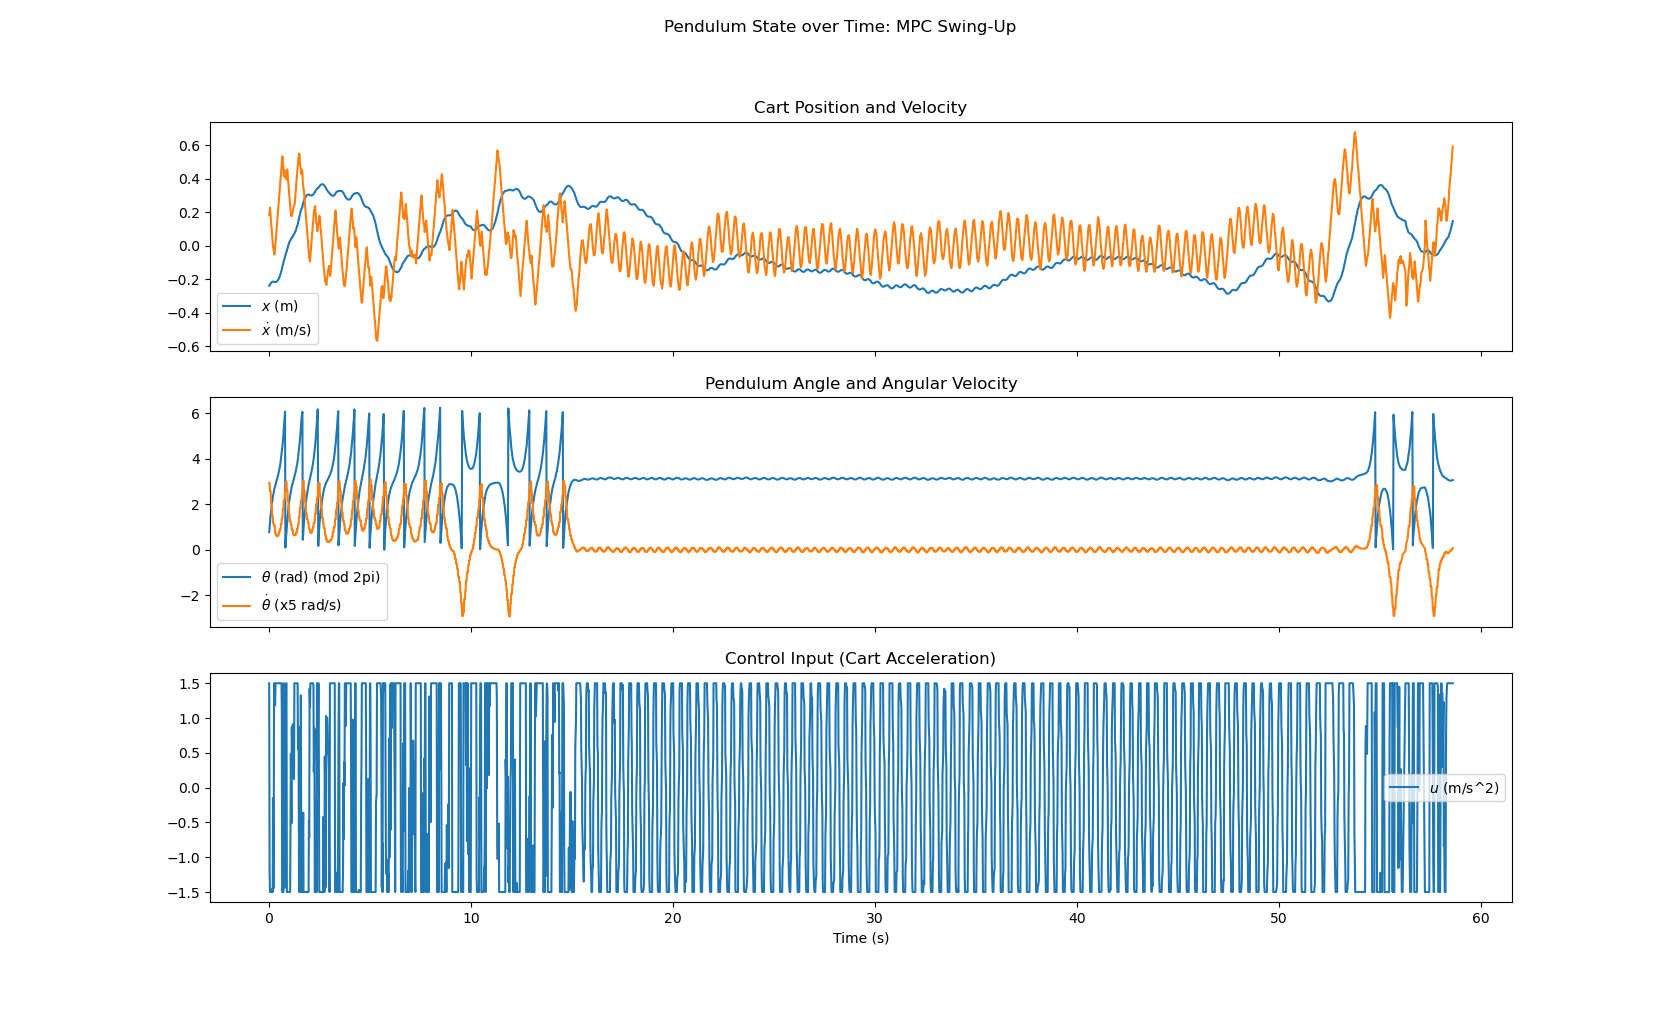 Pendulum State over Time: MPC Swing-Up
Cart Position and Velocity
0.6
0.4
0.2
0.0
−0.2
−0.4
−0.6
x (m)
ẋ (m/s)
Pendulum Angle and Angular Velocity
6
4
2
0
−2
θ (rad) (mod 2pi)
θ̇ (x5 rad/s)
Control Input (Cart Acceleration)
1.5
1.0
0.5
0.0
−0.5
−1.0
−1.5
u (m/s^2)
0 10 20 30 40 50 60
Time (s)